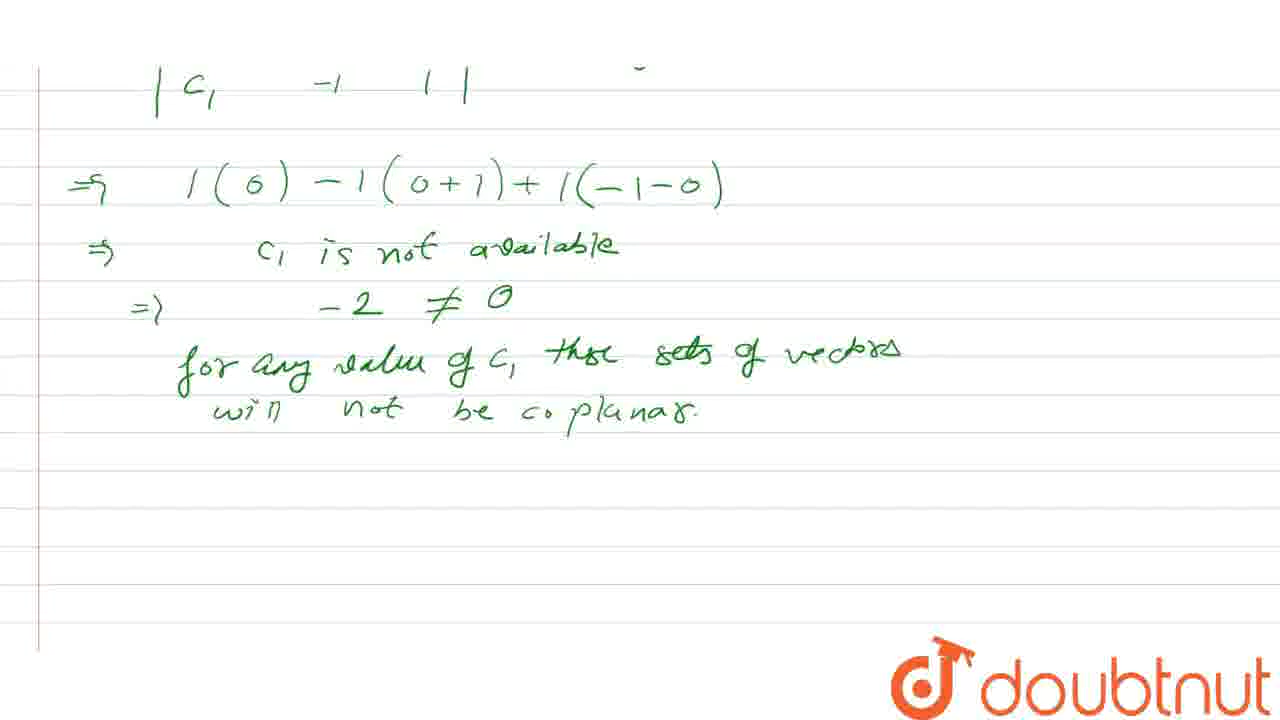 | C₁ -1 1 |
⇒ 1(0) - 1(0+1) + 1(-1-0)
⇒ C₁ is not available
⇒ -2 ≠ 0
for any value of C₁ these sets of vectors
will not be coplanar.
doubtnut